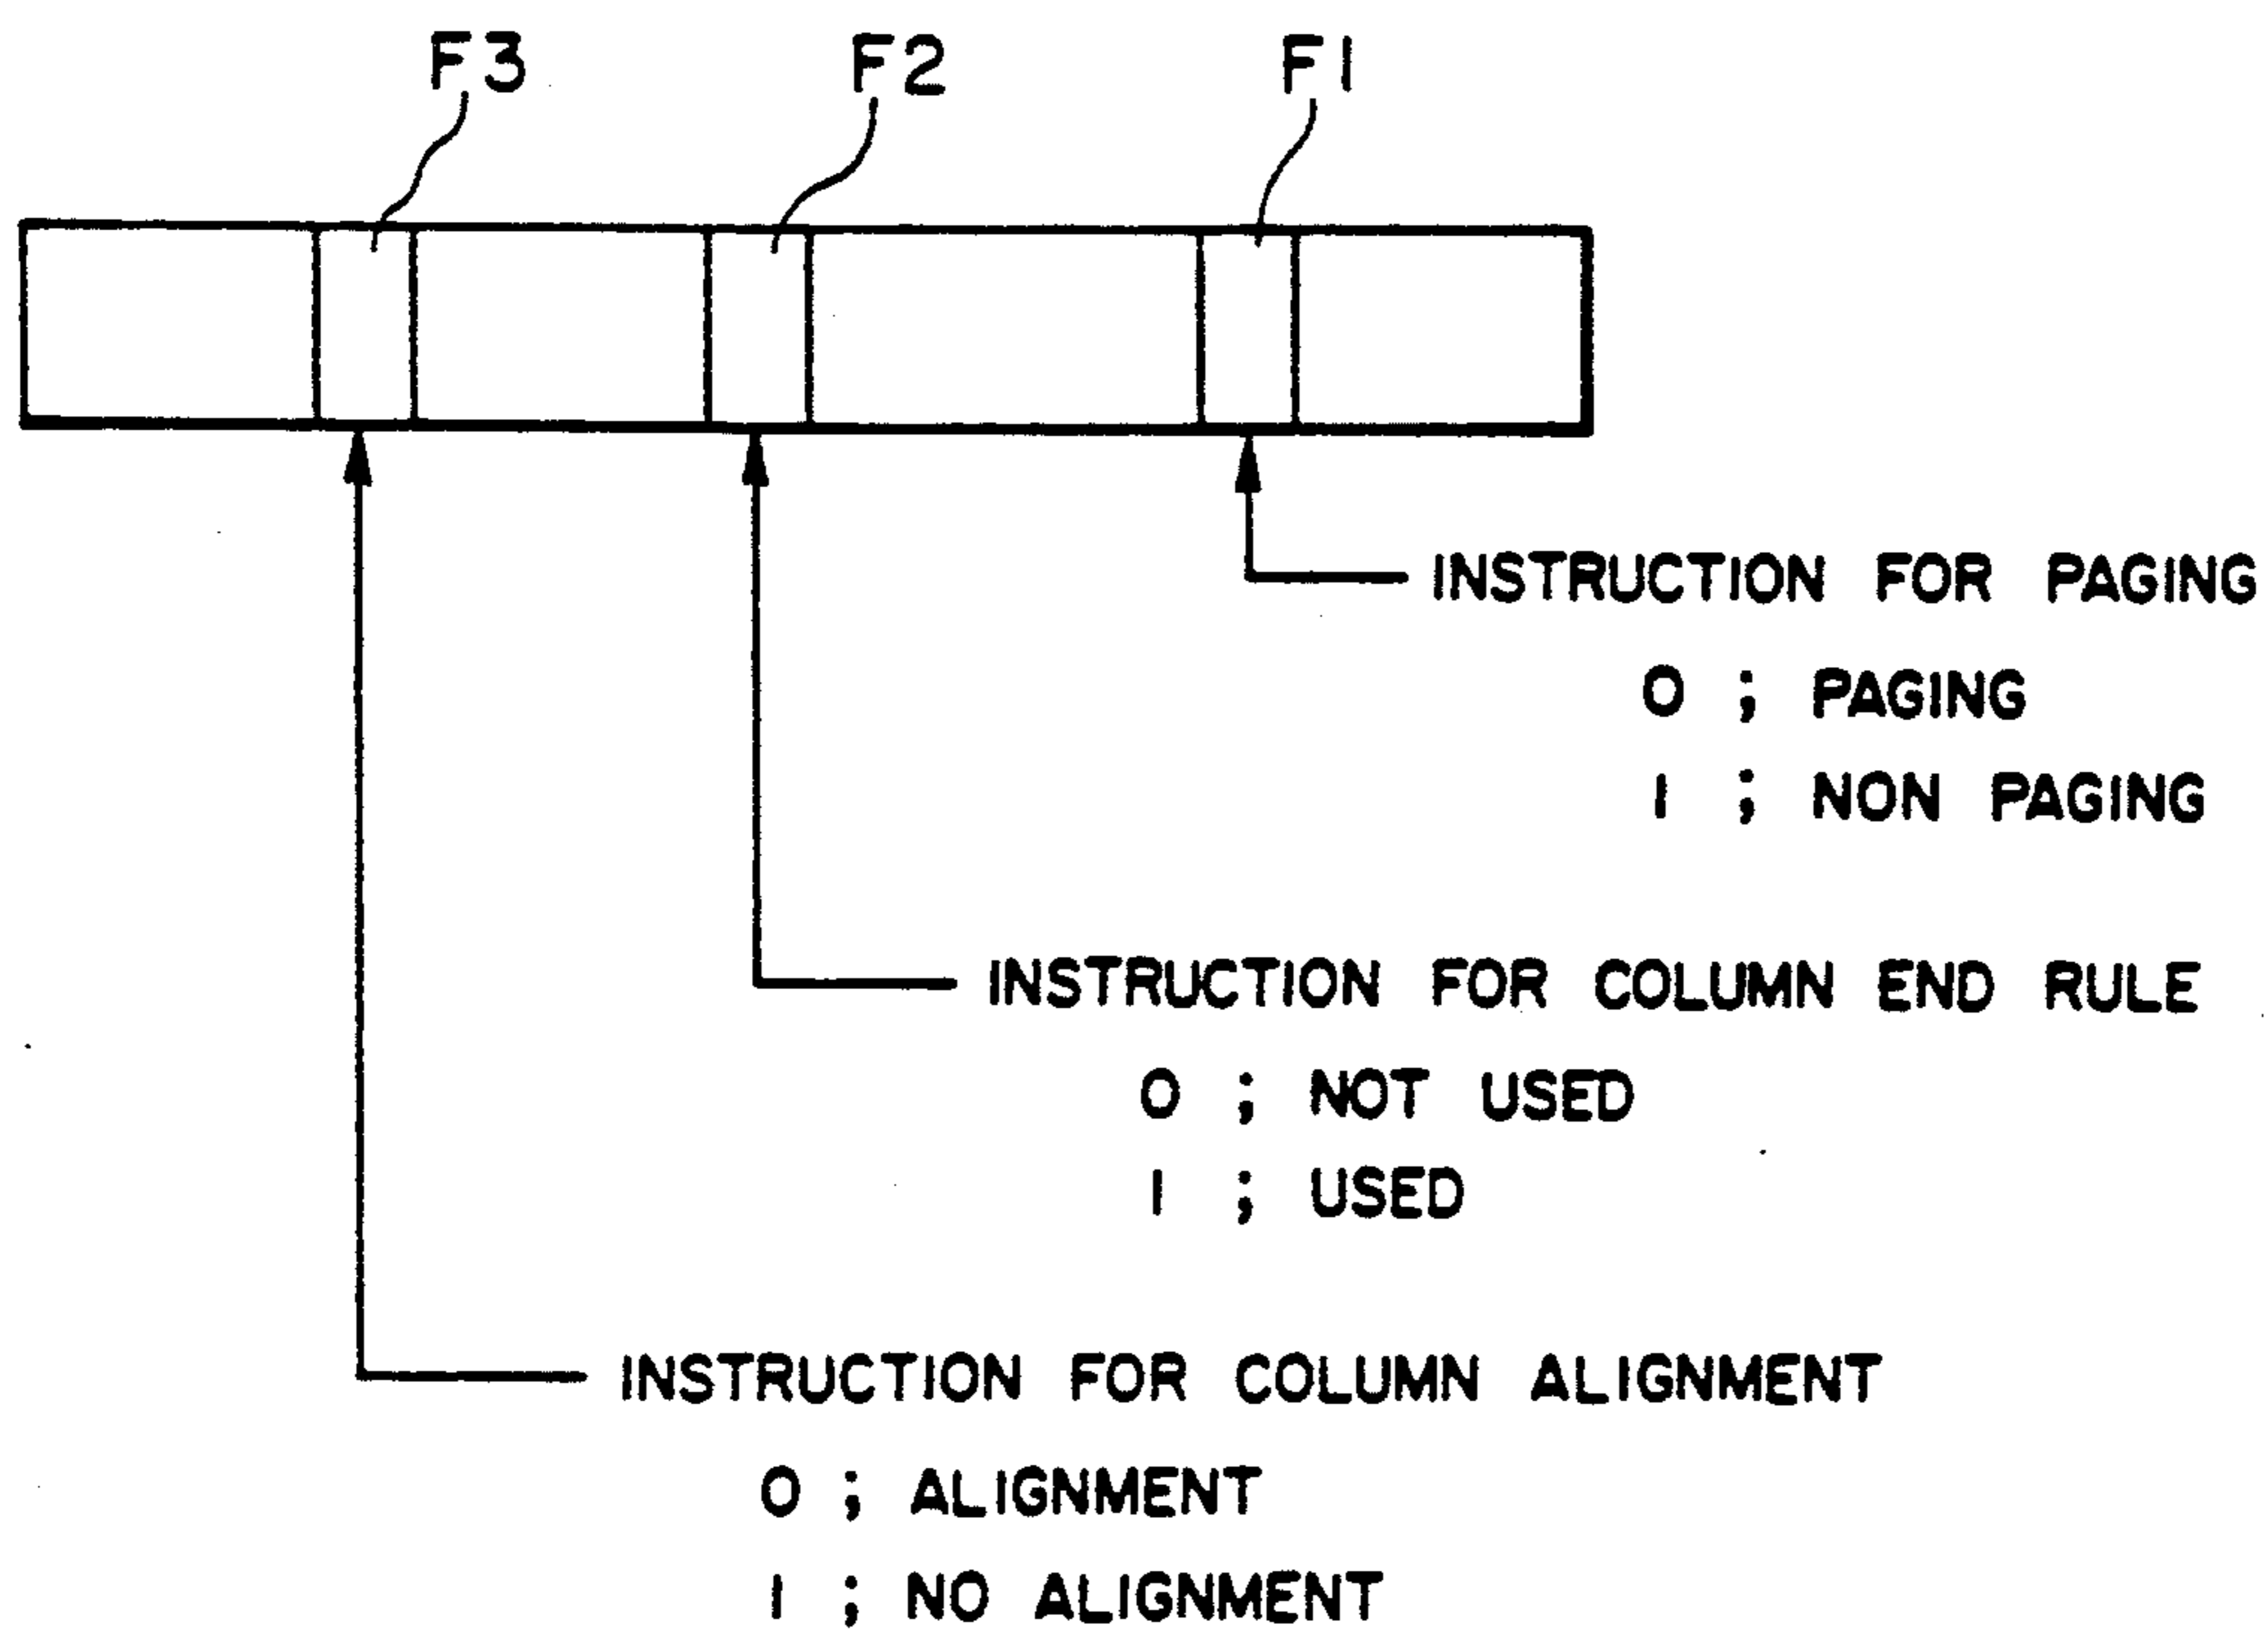 F3 F2 F1
INSTRUCTION FOR PAGING
0 ; PAGING
1 ; NON PAGING
INSTRUCTION FOR COLUMN END RULE
0 ; NOT USED
1 ; USED
INSTRUCTION FOR COLUMN ALIGNMENT
0 ; ALIGNMENT
1 ; NO ALIGNMENT